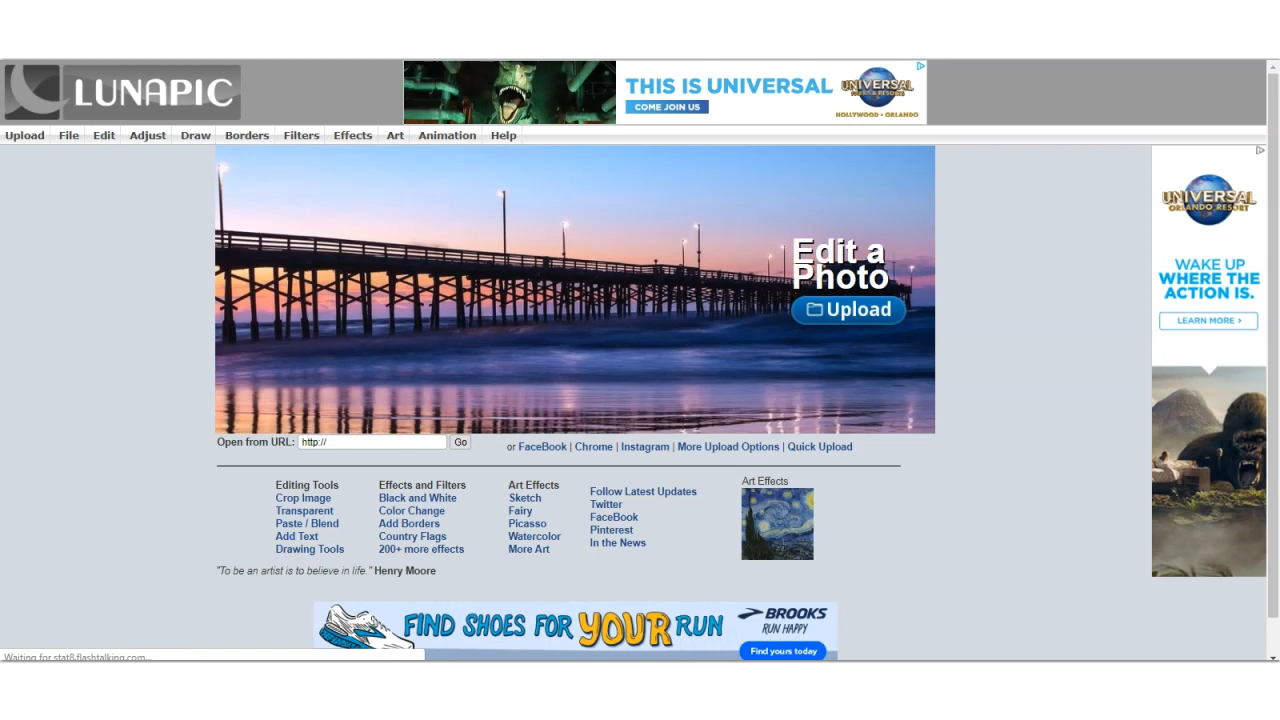 LUNAPIC
THIS IS UNIVERSAL
COME JOIN US
UNIVERSAL
PARKS & RESORTS
HOLLYWOOD • ORLANDO
Upload File Edit Adjust Draw Borders Filters Effects Art Animation Help
Edit a
Photo
Upload
UNIVERSAL
ORLANDO RESORT
WAKE UP
WHERE THE
ACTION IS.
LEARN MORE >
Open from URL: http:// Go
or FaceBook | Chrome | Instagram | More Upload Options | Quick Upload
Editing Tools
Crop Image
Transparent
Paste / Blend
Add Text
Drawing Tools
Effects and Filters
Black and White
Color Change
Add Borders
Country Flags
200+ more effects
Art Effects
Sketch
Fairy
Picasso
Watercolor
More Art
Follow Latest Updates
Twitter
FaceBook
Pinterest
In the News
Art Effects
"To be an artist is to believe in life." Henry Moore
FIND SHOES FOR YOUR RUN
BROOKS
RUN HAPPY
Find yours today
Waiting for stat8.flashtalking.com...